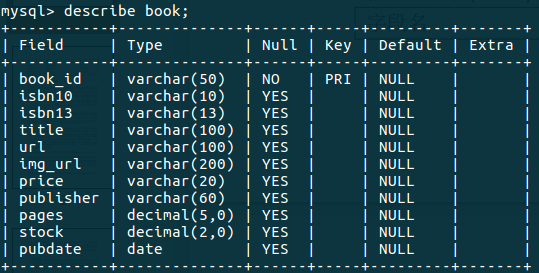 mysql> describe book;
+-----------+--------------+------+-----+---------+-------+
| Field     | Type         | Null | Key | Default | Extra |
+-----------+--------------+------+-----+---------+-------+
| book_id   | varchar(50)  | NO   | PRI | NULL    |       |
| isbn10    | varchar(10)  | YES  |     | NULL    |       |
| isbn13    | varchar(13)  | YES  |     | NULL    |       |
| title     | varchar(100) | YES  |     | NULL    |       |
| url       | varchar(100) | YES  |     | NULL    |       |
| img_url   | varchar(200) | YES  |     | NULL    |       |
| price     | varchar(20)  | YES  |     | NULL    |       |
| publisher | varchar(60)  | YES  |     | NULL    |       |
| pages     | decimal(5,0) | YES  |     | NULL    |       |
| stock     | decimal(2,0) | YES  |     | NULL    |       |
| pubdate   | date         | YES  |     | NULL    |       |
+-----------+--------------+------+-----+---------+-------+